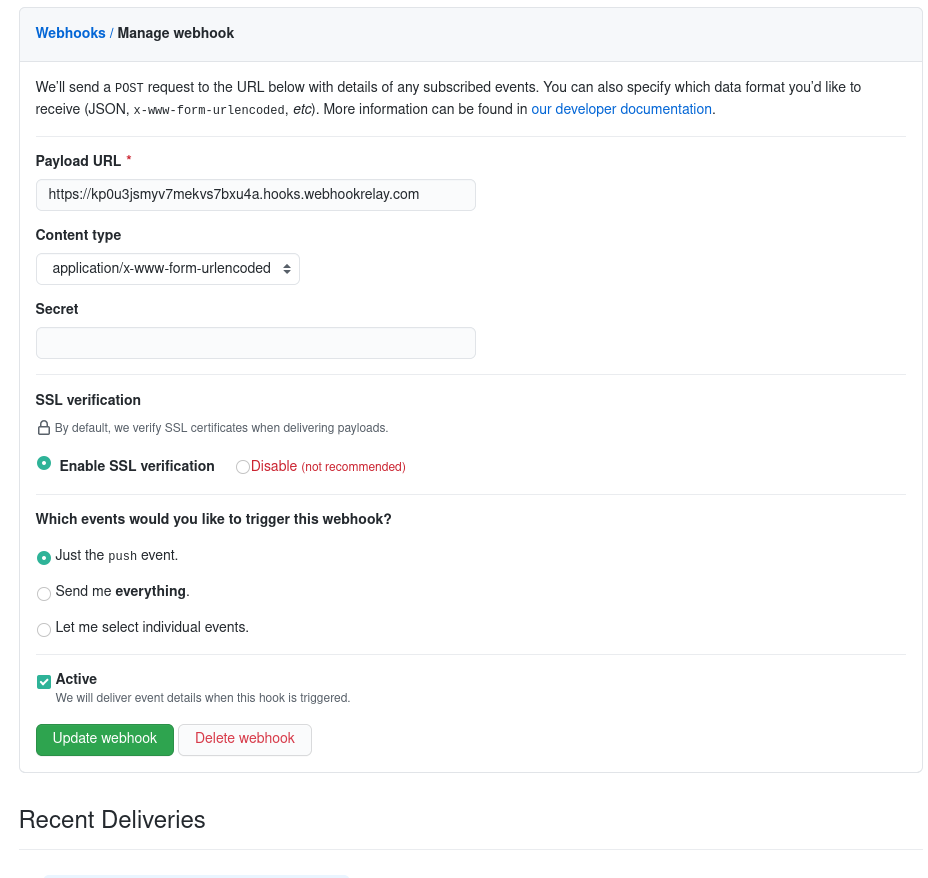 Webhooks / Manage webhook
We'll send a POST request to the URL below with details of any subscribed events. You can also specify which data format you'd like to
receive (JSON, x-www-form-urlencoded, etc). More information can be found in our developer documentation.
Payload URL *
https://kp0u3jsmyv7mekvs7bxu4a.hooks.webhookrelay.com
Content type
application/x-www-form-urlencoded
Secret
SSL verification
By default, we verify SSL certificates when delivering payloads.
Enable SSL verification Disable (not recommended)
Which events would you like to trigger this webhook?
Just the push event.
Send me everything.
Let me select individual events.
Active
We will deliver event details when this hook is triggered.
Update webhook Delete webhook
Recent Deliveries